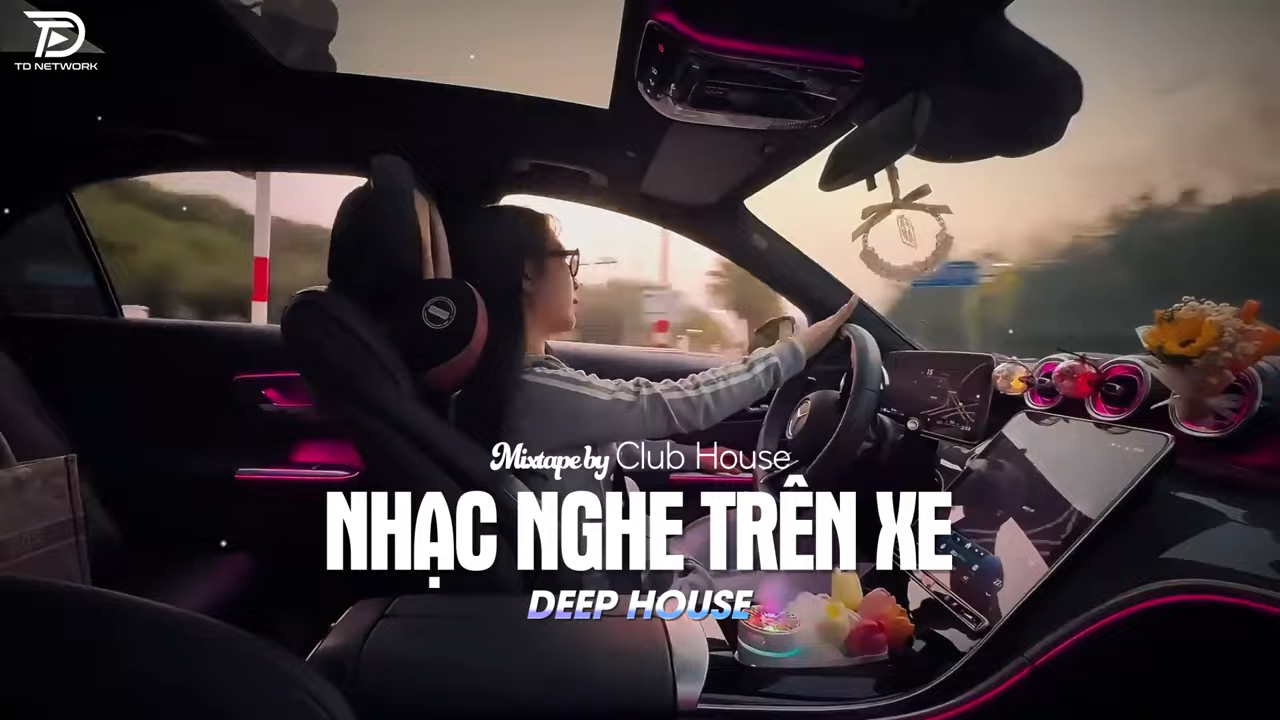 TD NETWORK
Mixtape by Club House
NHẠC NGHE TRÊN XE
DEEP HOUSE